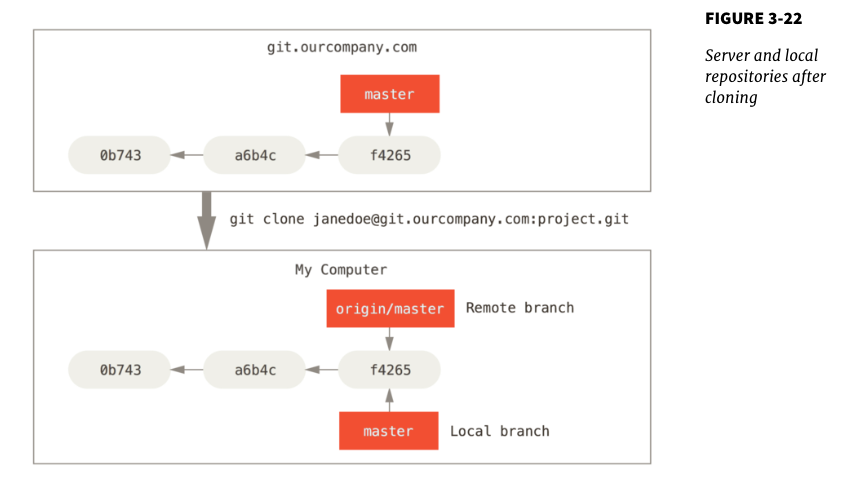 FIGURE 3-22
Server and local
repositories after
cloning
git.ourcompany.com
master
0b743
a6b4c
f4265
git clone janedoe@git.ourcompany.com:project.git
My Computer
origin/master
Remote branch
0b743
a6b4c
f4265
master
Local branch